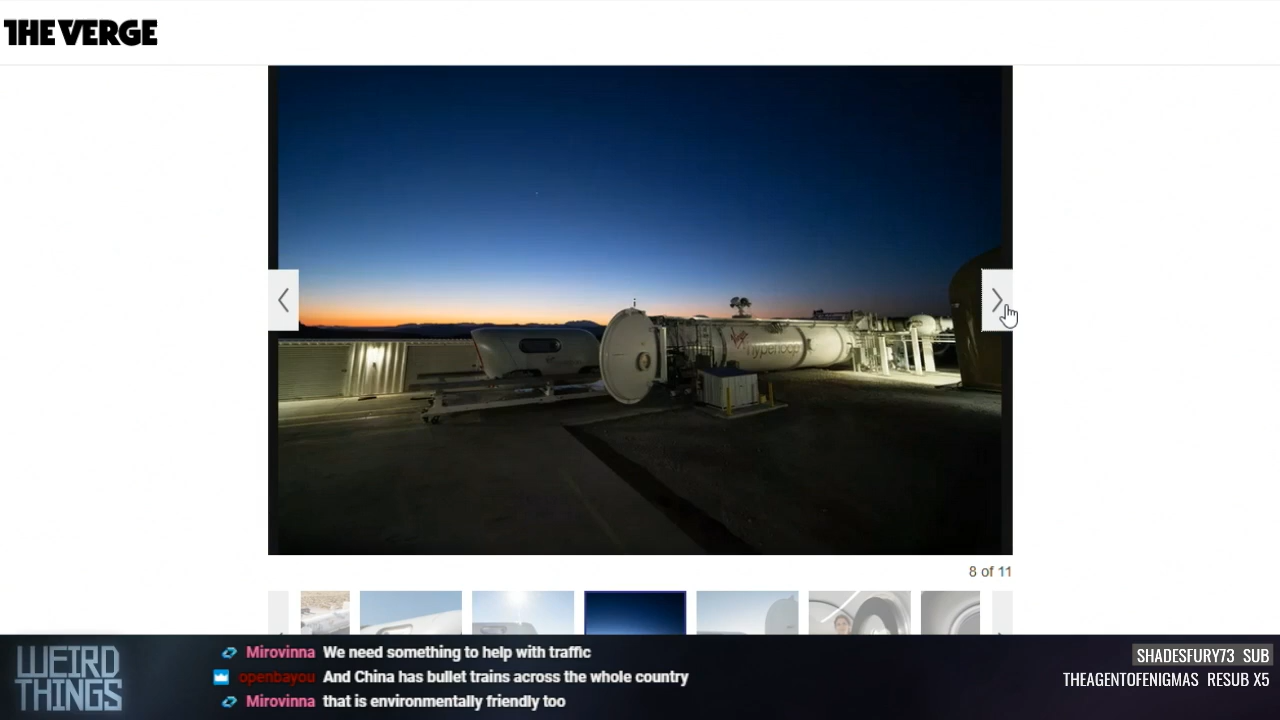 THE VERGE
hyperloop
8 of 11
WEIRD
THINGS
Mirovinna We need something to help with traffic
openbayou And China has bullet trains across the whole country
Mirovinna that is environmentally friendly too
SHADESFURY73 SUB
THEAGENTOFENIGMAS RESUB X5